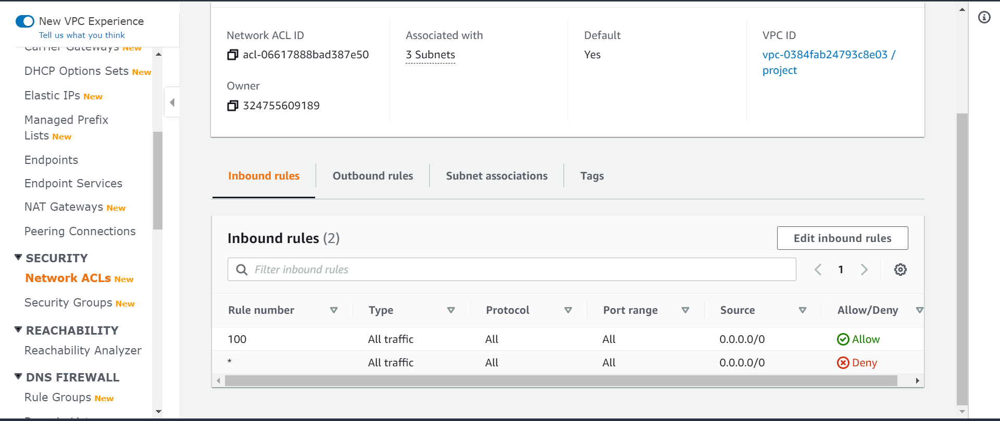 New VPC Experience
Tell us what you think
Carrier Gateways New
DHCP Options Sets New
Elastic IPs New
Managed Prefix
Lists New
Endpoints
Endpoint Services
NAT Gateways New
Peering Connections
SECURITY
Network ACLs New
Security Groups New
REACHABILITY
Reachability Analyzer
DNS FIREWALL
Rule Groups New
Network ACL ID
acl-06617888bad387e50
Associated with
3 Subnets
Default
Yes
VPC ID
vpc-0384fab24793c8e03 /
project
Owner
324755609189
Inbound rules Outbound rules Subnet associations Tags
Inbound rules (2)
Edit inbound rules
Filter inbound rules
1
Rule number Type Protocol Port range Source Allow/Deny
100 All traffic All All 0.0.0.0/0 Allow
* All traffic All All 0.0.0.0/0 Deny